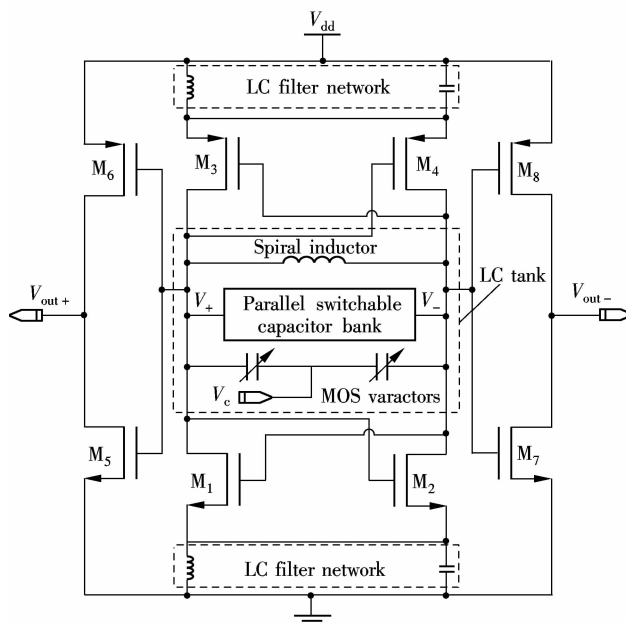 V_dd
LC filter network
M_6
M_3
M_4
M_8
Spiral inductor
LC tank
V_out+
V_+
Parallel switchable
capacitor bank
V_−
V_out−
V_c
MOS varactors
M_5
M_1
M_2
M_7
LC filter network